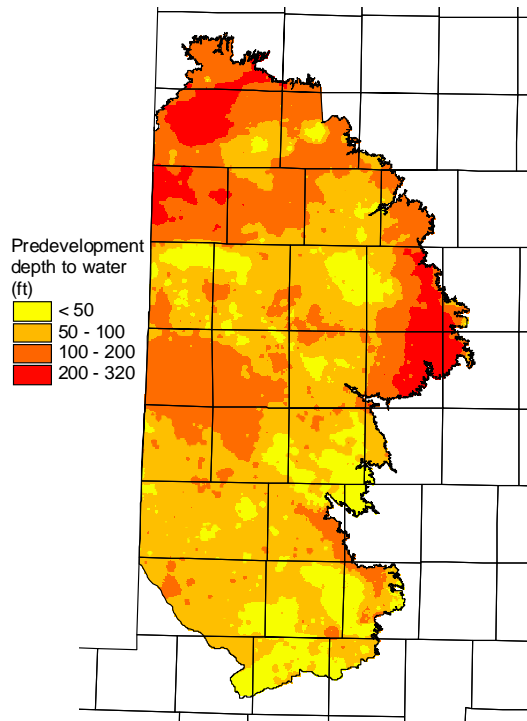 Predevelopment
depth to water
(ft)
< 50
50 - 100
100 - 200
200 - 320